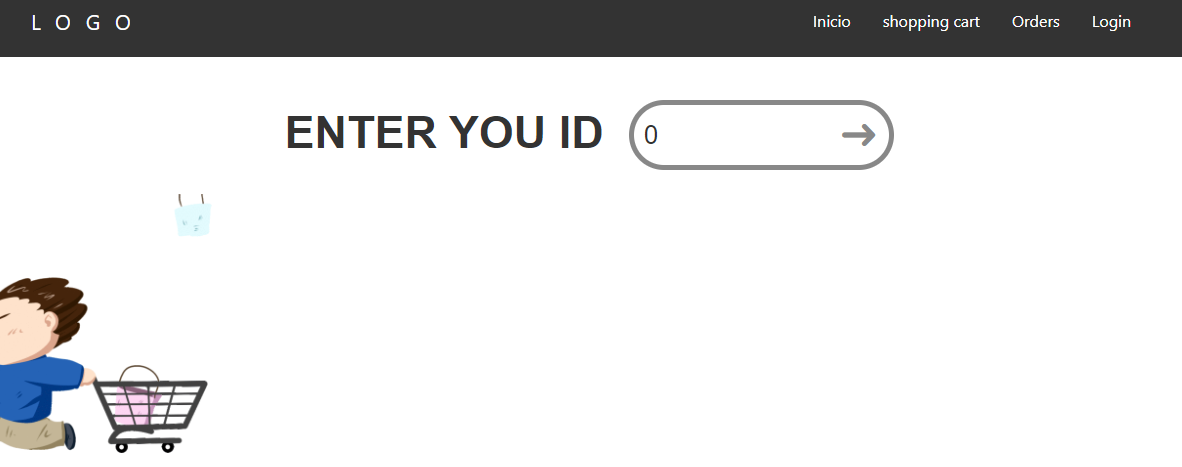 L O G O
Inicio shopping cart Orders Login
ENTER YOU ID 0